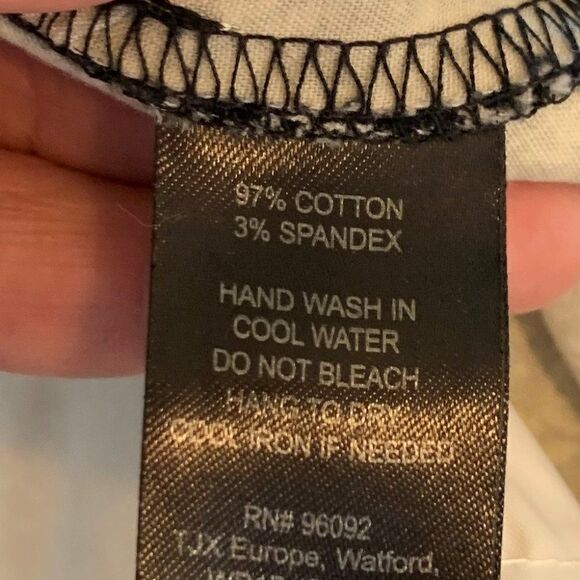 97% COTTON
3% SPANDEX
HAND WASH IN
COOL WATER
DO NOT BLEACH
HANG TO DRY
COOL IRON IF NEEDED
RN# 96092
TJX Europe, Watford,